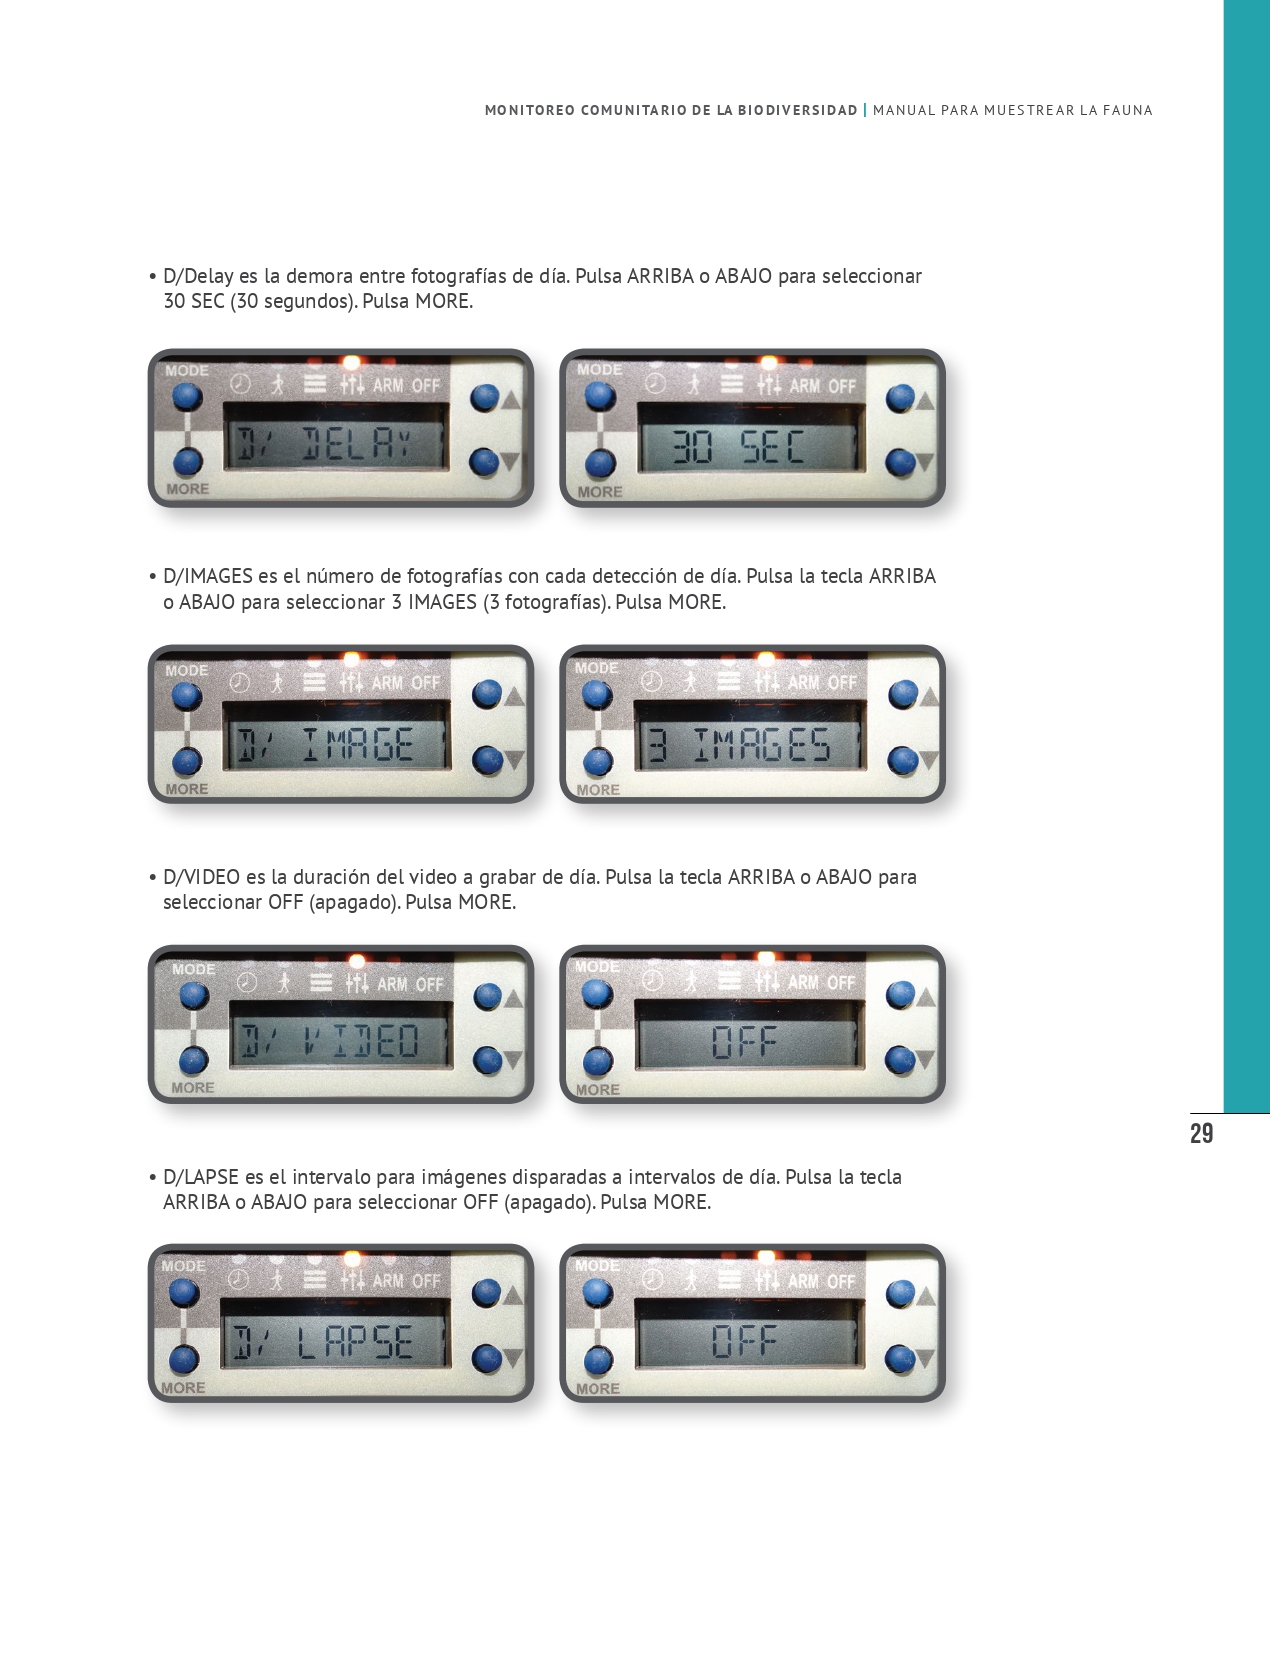 MONITOREO COMUNITARIO DE LA BIODIVERSIDAD | MANUAL PARA MUESTREAR LA FAUNA
• D/Delay es la demora entre fotografías de día. Pulsa ARRIBA o ABAJO para seleccionar
30 SEC (30 segundos). Pulsa MORE.
MODE
ARM OFF
D/ DELAY
MORE
MODE
ARM OFF
30 SEC
MORE
• D/IMAGES es el número de fotografías con cada detección de día. Pulsa la tecla ARRIBA
o ABAJO para seleccionar 3 IMAGES (3 fotografías). Pulsa MORE.
MODE
ARM OFF
D/ IMAGE
MORE
MODE
ARM OFF
3 IMAGES
MORE
• D/VIDEO es la duración del video a grabar de día. Pulsa la tecla ARRIBA o ABAJO para
seleccionar OFF (apagado). Pulsa MORE.
MODE
ARM OFF
D/ VIDEO
MORE
MODE
ARM OFF
OFF
MORE
29
• D/LAPSE es el intervalo para imágenes disparadas a intervalos de día. Pulsa la tecla
ARRIBA o ABAJO para seleccionar OFF (apagado). Pulsa MORE.
MODE
ARM OFF
D/ LAPSE
MORE
MODE
ARM OFF
OFF
MORE